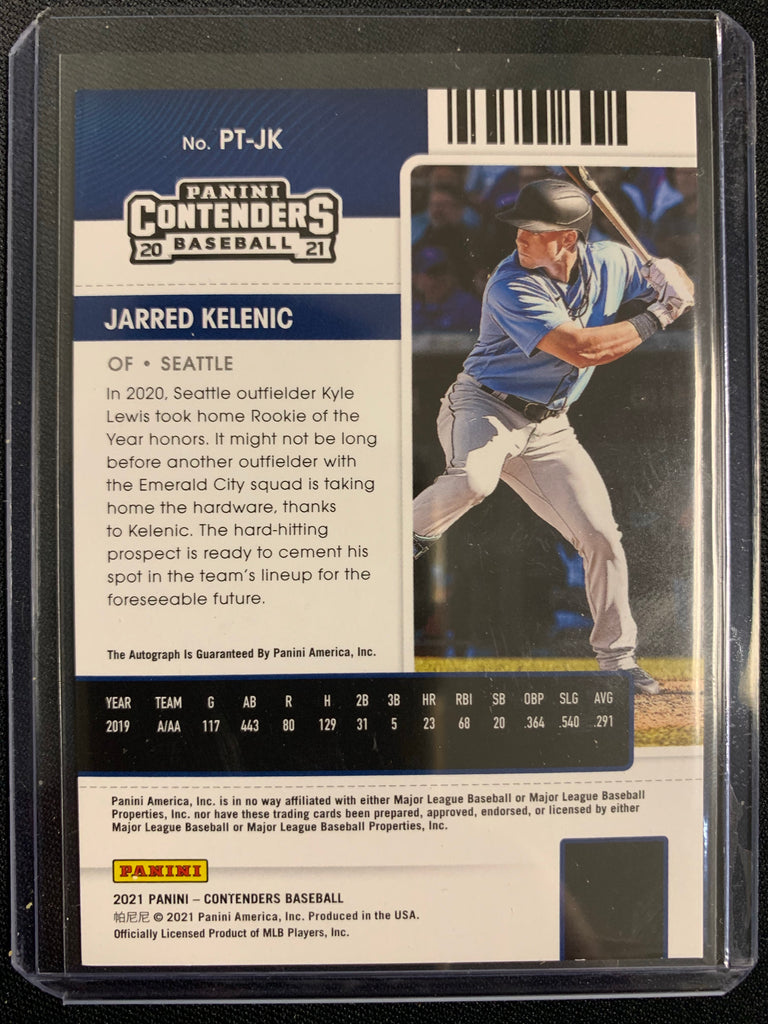 No. PT-JK
PANINI
CONTENDERS
20 BASEBALL 21
JARRED KELENIC
OF • SEATTLE
In 2020, Seattle outfielder Kyle
Lewis took home Rookie of the
Year honors. It might not be long
before another outfielder with
the Emerald City squad is taking
home the hardware, thanks
to Kelenic. The hard-hitting
prospect is ready to cement his
spot in the team's lineup for the
foreseeable future.
The Autograph Is Guaranteed By Panini America, Inc.
YEAR TEAM G AB R H 2B 3B HR RBI SB OBP SLG AVG
2019 A/AA 117 443 80 129 31 5 23 68 20 .364 .540 .291
Panini America, Inc. is in no way affiliated with either Major League Baseball or Major League Baseball
Properties, Inc. nor have these trading cards been prepared, approved, endorsed, or licensed by either
Major League Baseball or Major League Baseball Properties, Inc.
PANINI
2021 PANINI – CONTENDERS BASEBALL
帕尼尼 © 2021 Panini America, Inc. Produced in the USA.
Officially Licensed Product of MLB Players, Inc.